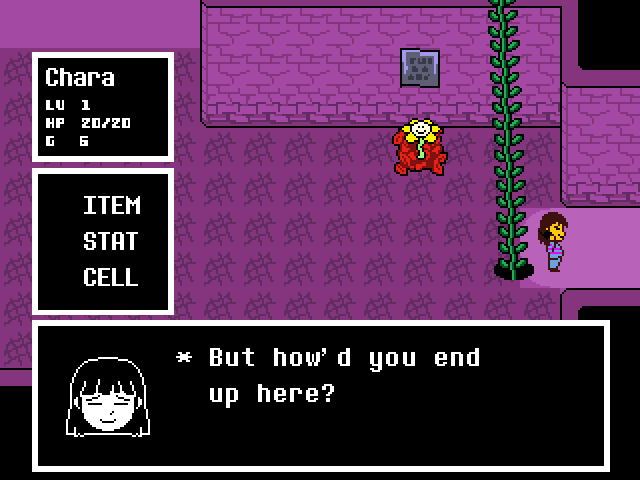 Chara
LV 1
HP 20/20
G 6
ITEM
STAT
CELL
* But how'd you end
up here?